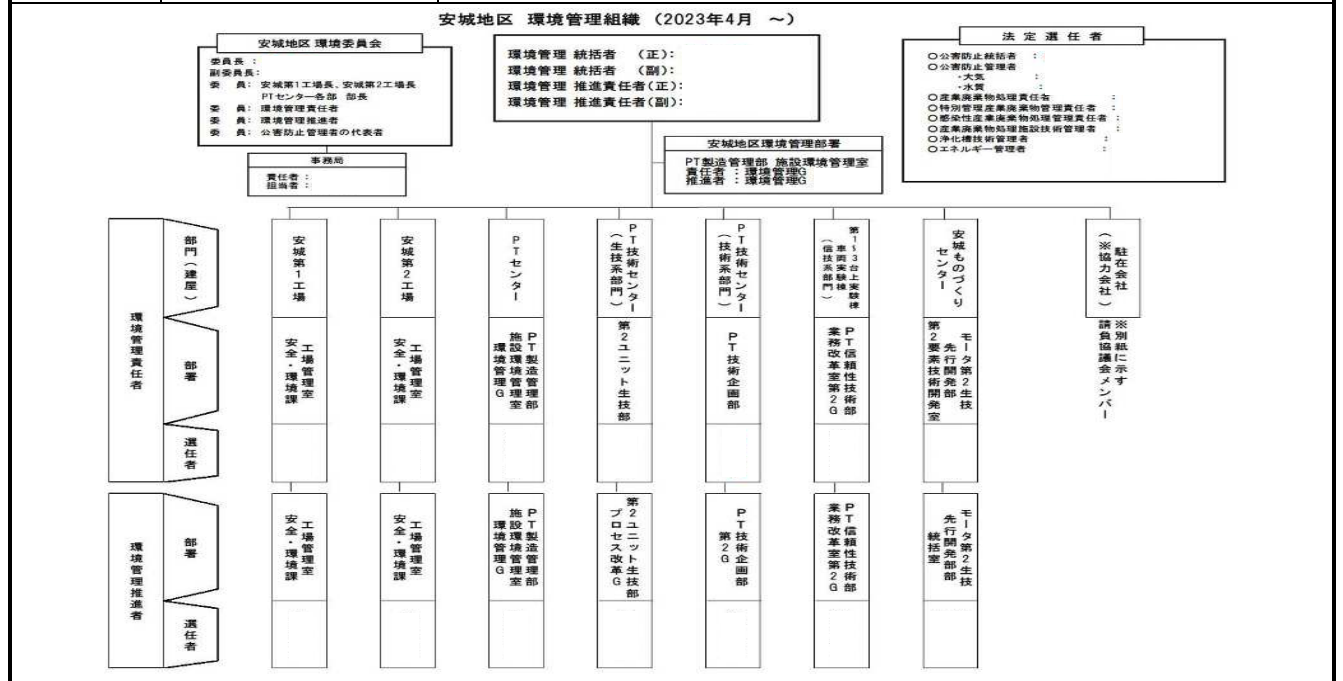 安城地区 環境管理組織 (2023年4月 ~)
安城地区 環境委員会
委員長 :
副委員長:
委 員: 安城第1工場長、安城第2工場長
PTセンター各部 部長
委 員: 環境管理責任者
委 員: 環境管理推進者
委 員: 公害防止管理者の代表者
事務局
責任者 :
担当者 :
環境管理 統括者 (正):
環境管理 統括者 (副):
環境管理 推進責任者(正):
環境管理 推進責任者(副):
安城地区環境管理部署
PT製造管理部 施設環境管理室
責任者 : 環境管理G
推進者 : 環境管理G
法定選任者
○公害防止統括者 :
○公害防止管理者
・大気 :
・水質 :
○産業廃棄物処理責任者 :
○特別管理産業廃棄物管理責任者 :
○感染性産業廃棄物処理管理責任者 :
○産業廃棄物処理施設技術管理者 :
○浄化槽技術管理者 :
○エネルギー管理者 :
環境管理責任者
部門(建屋)
安城第1工場
安城第2工場
PTセンター
PT技術センター
(生技系部門)
PT技術センター
(技術系部門)
第1~3台上実験棟
車両実験棟
(信技系部門)
安城ものづくり
センター
駐在会社
(※協力会社)
部署
工場管理室
安全・環境課
工場管理室
安全・環境課
PT製造管理部
施設環境管理室
環境管理G
第2ユニット生技部
PT技術企画部
PT信頼性技術部
業務改革室第2G
モータ第2生技
先行開発部
第2要素技術開発室
※別紙に示す
請負協議会メンバー
選任者
環境管理推進者
部署
工場管理室
安全・環境課
工場管理室
安全・環境課
PT製造管理部
施設環境管理室
環境管理G
第2ユニット生技部
プロセス改革G
PT技術企画部
第2G
PT信頼性技術部
業務改革室第2G
モータ第2生技
先行開発部部
統括室
選任者